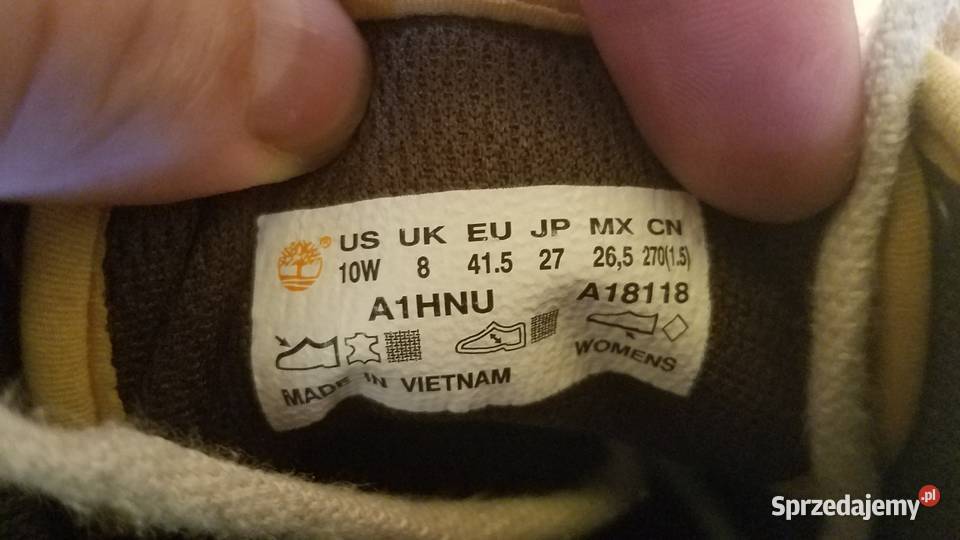 ® US UK EU JP MX CN
10W 8 41.5 27 26,5 270(1.5)
A1HNU A18118
WOMENS
MADE IN VIETNAM
Sprzedajemy.pl